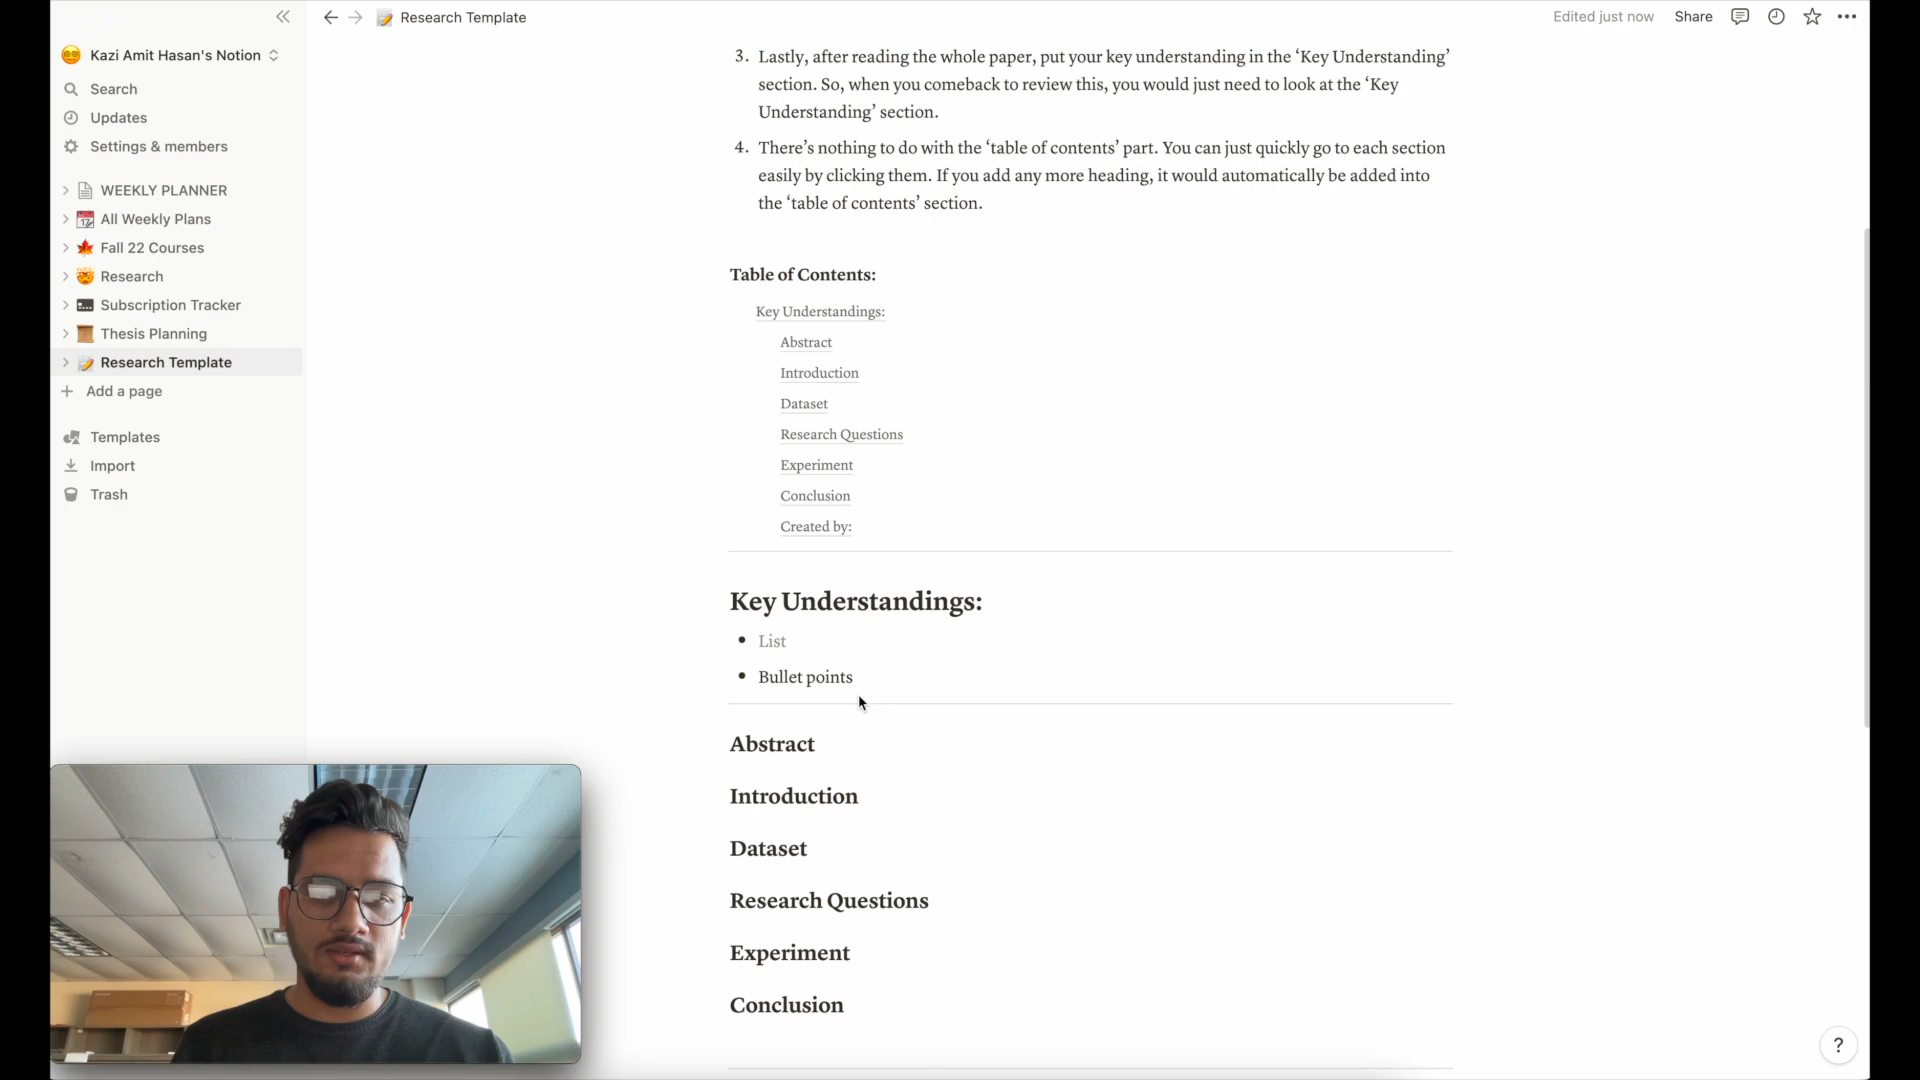 Research Template
Edited just now
Share
Kazi Amit Hasan's Notion
Search
Updates
Settings & members
WEEKLY PLANNER
All Weekly Plans
Fall 22 Courses
Research
Subscription Tracker
Thesis Planning
Research Template
Add a page
Templates
Import
Trash
3. Lastly, after reading the whole paper, put your key understanding in the ‘Key Understanding’
section. So, when you comeback to review this, you would just need to look at the ‘Key
Understanding’ section.
4. There’s nothing to do with the ‘table of contents’ part. You can just quickly go to each section
easily by clicking them. If you add any more heading, it would automatically be added into
the ‘table of contents’ section.
Table of Contents:
Key Understandings:
Abstract
Introduction
Dataset
Research Questions
Experiment
Conclusion
Created by:
Key Understandings:
• List
• Bullet points
Abstract
Introduction
Dataset
Research Questions
Experiment
Conclusion
?